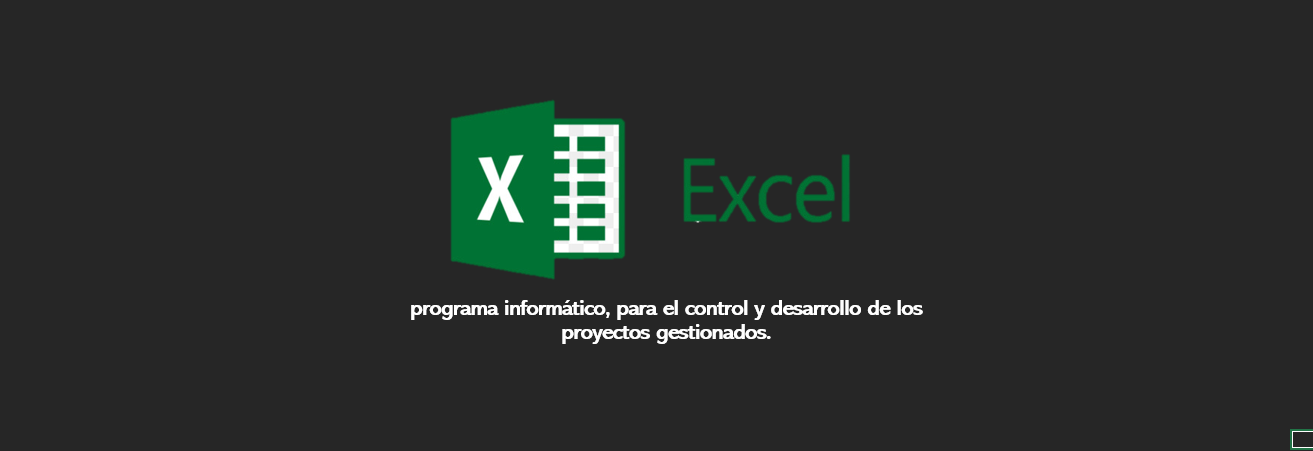 X Excel
programa informático, para el control y desarrollo de los
proyectos gestionados.